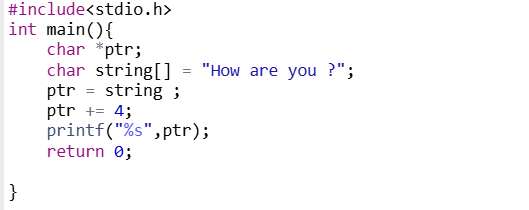 #include<stdio.h>
int main(){
    char *ptr;
    char string[] = "How are you ?";
    ptr = string ;
    ptr += 4;
    printf("%s",ptr);
    return 0;
}